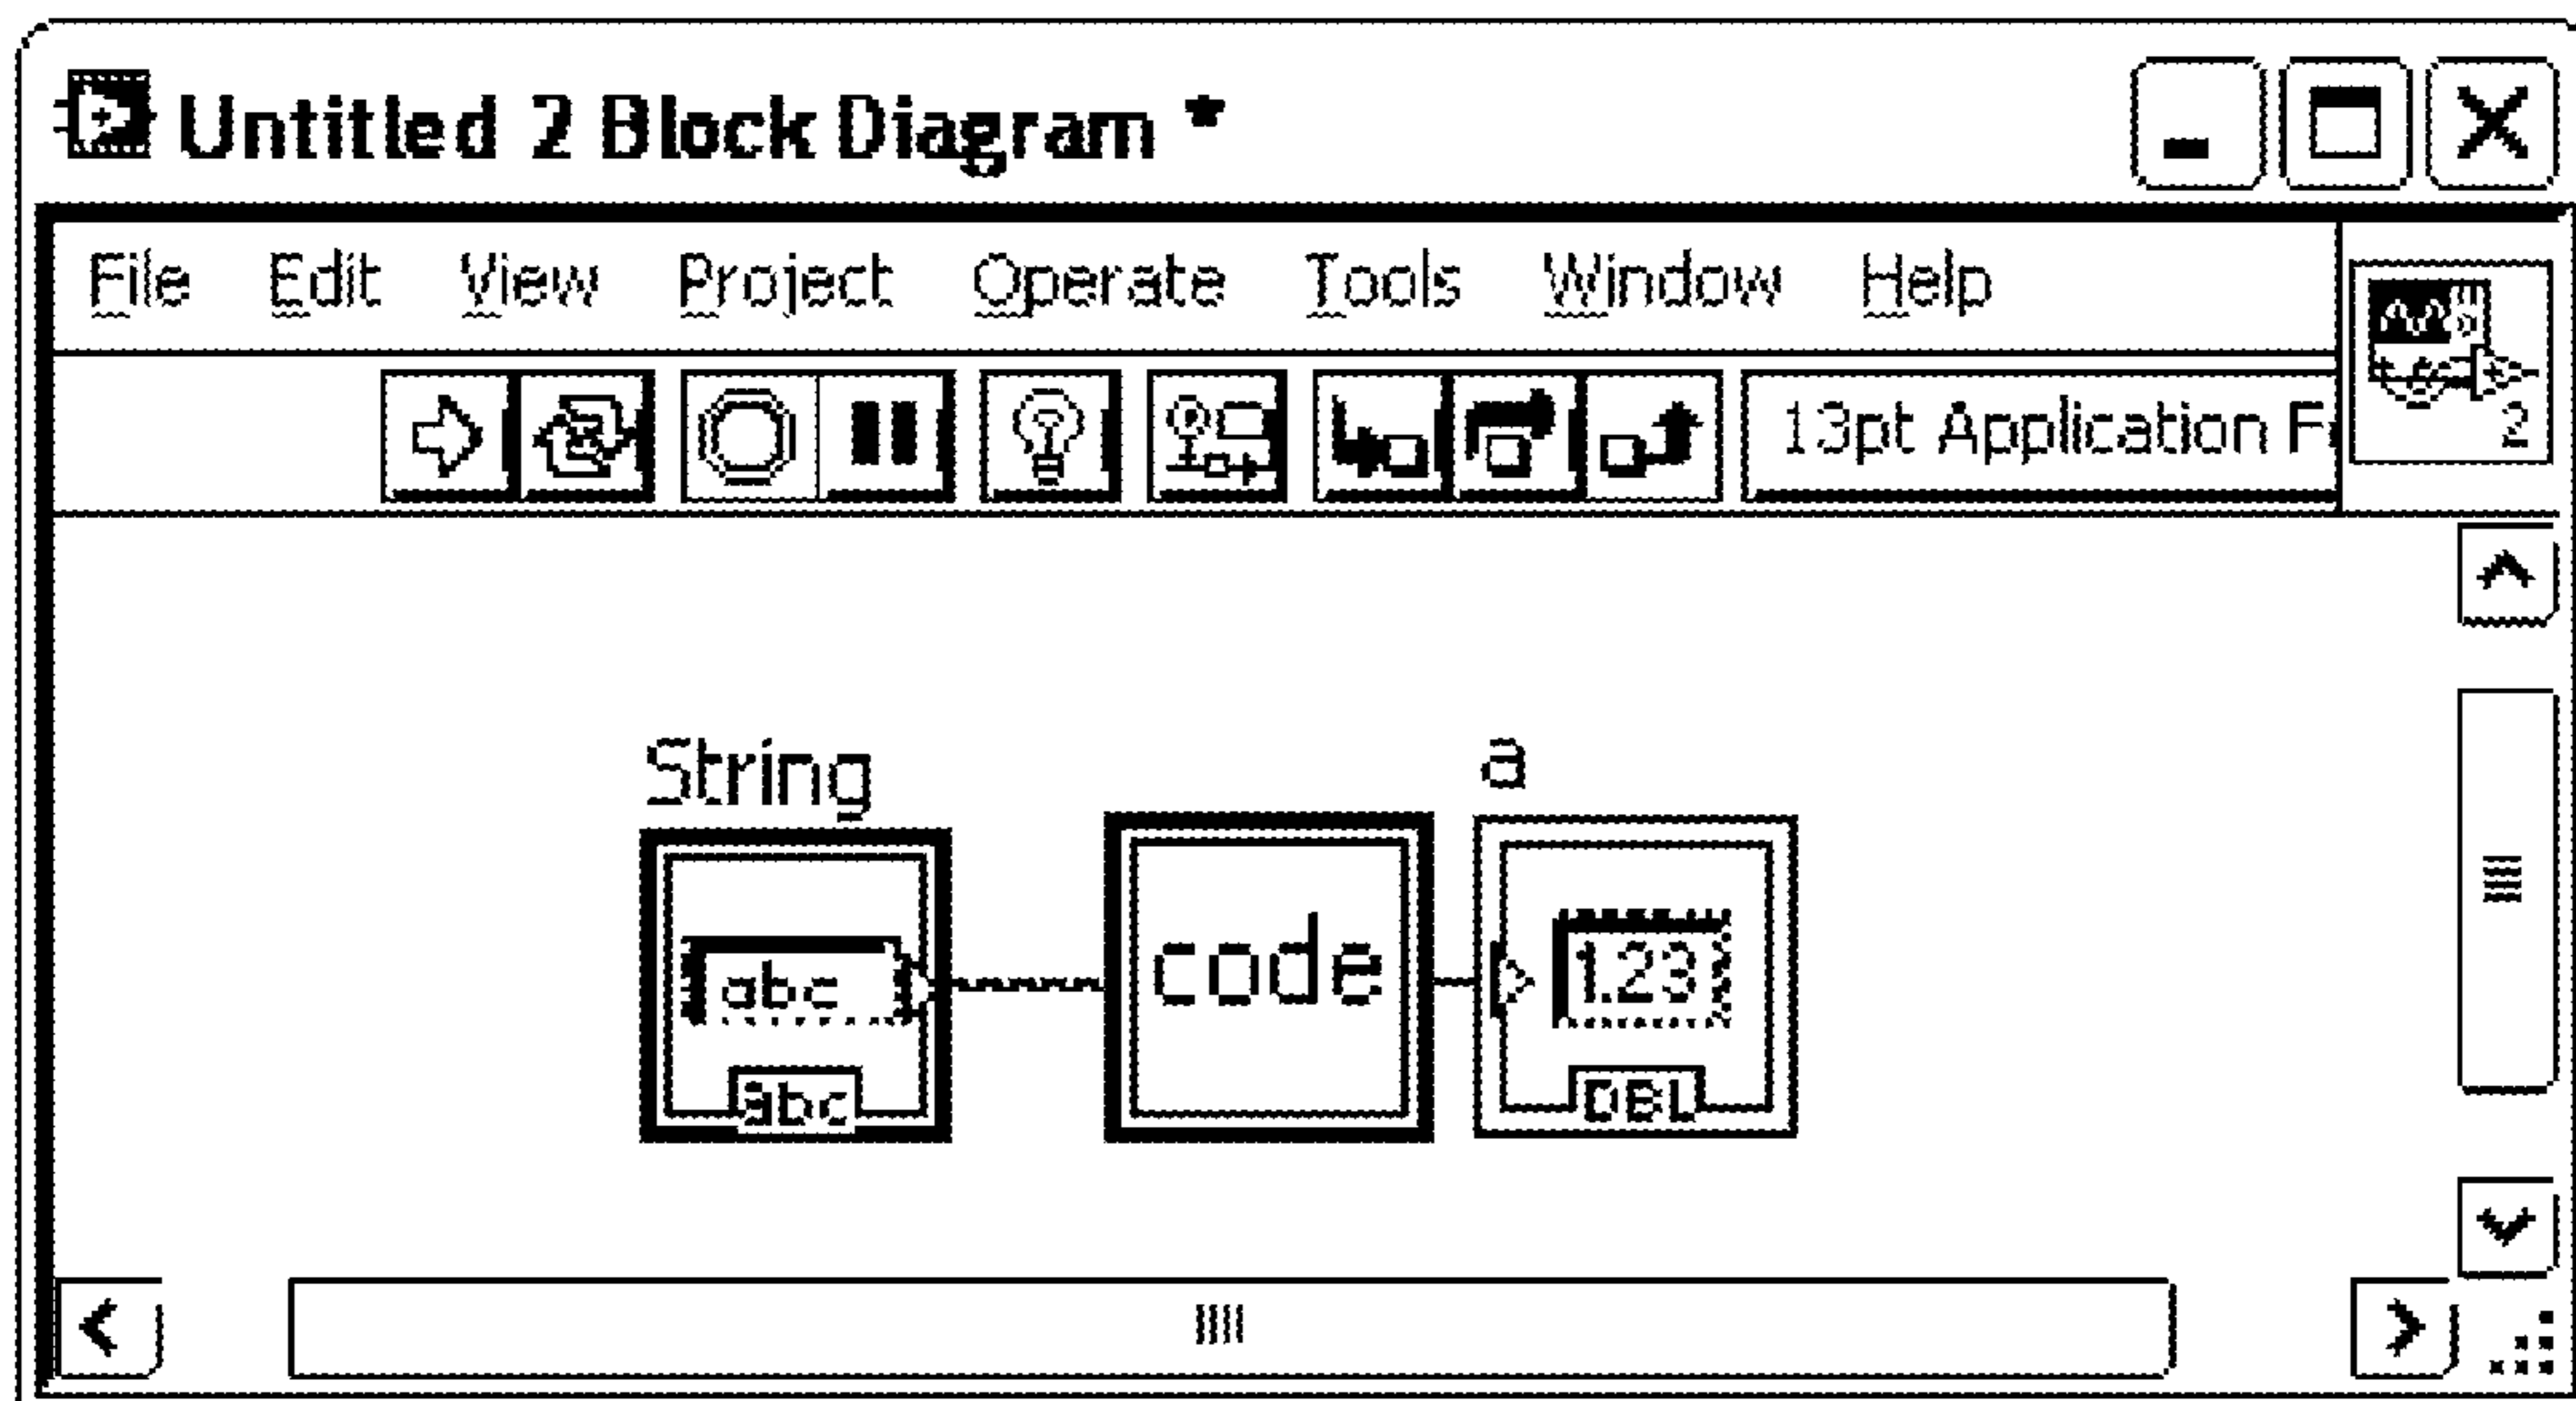 Untitled 2 Block Diagram *
File Edit View Project Operate Tools Window Help
13pt Application F
2
String a
abc code 1.23
abc DBL